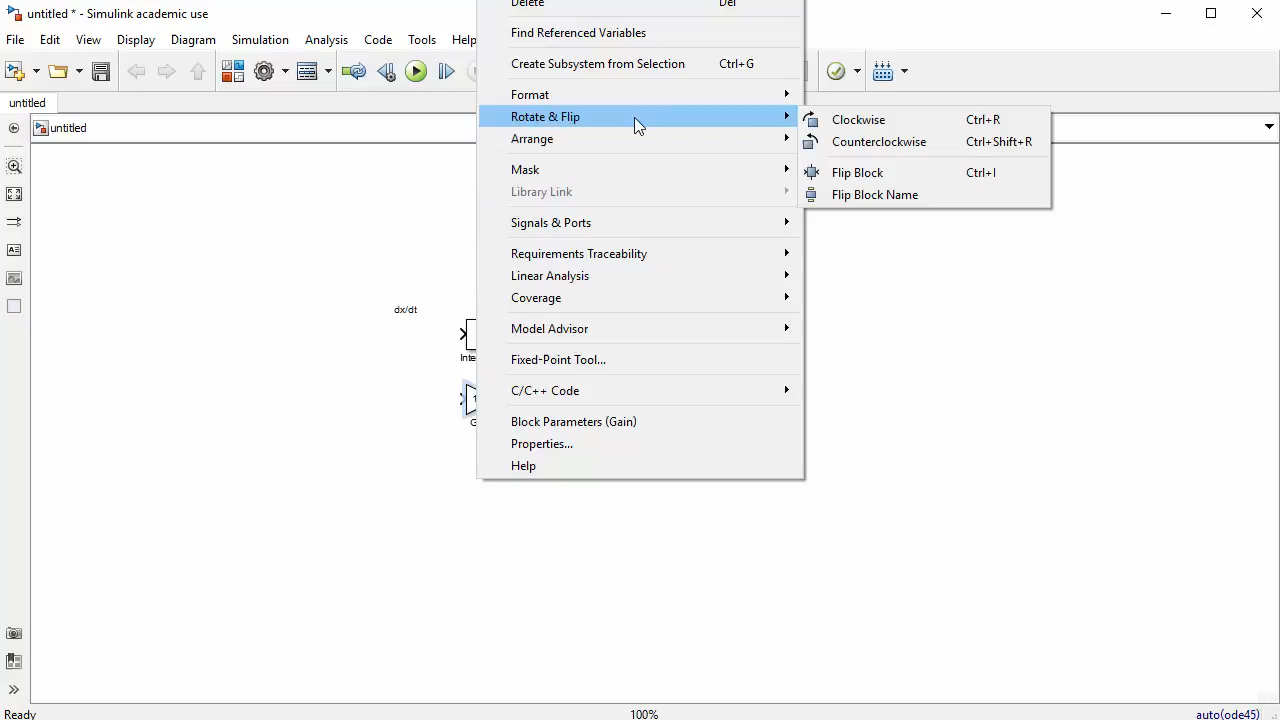 untitled * - Simulink academic use
File Edit View Display Diagram Simulation Analysis Code Tools Help
untitled
untitled
Delete Del
Find Referenced Variables
Create Subsystem from Selection Ctrl+G
Format
Rotate & Flip
Arrange
Mask
Library Link
Signals & Ports
Requirements Traceability
Linear Analysis
Coverage
Model Advisor
Fixed-Point Tool...
C/C++ Code
Block Parameters (Gain)
Properties...
Help
Clockwise Ctrl+R
Counterclockwise Ctrl+Shift+R
Flip Block Ctrl+I
Flip Block Name
dx/dt
Inte
1
G
Ready 100% auto(ode45)